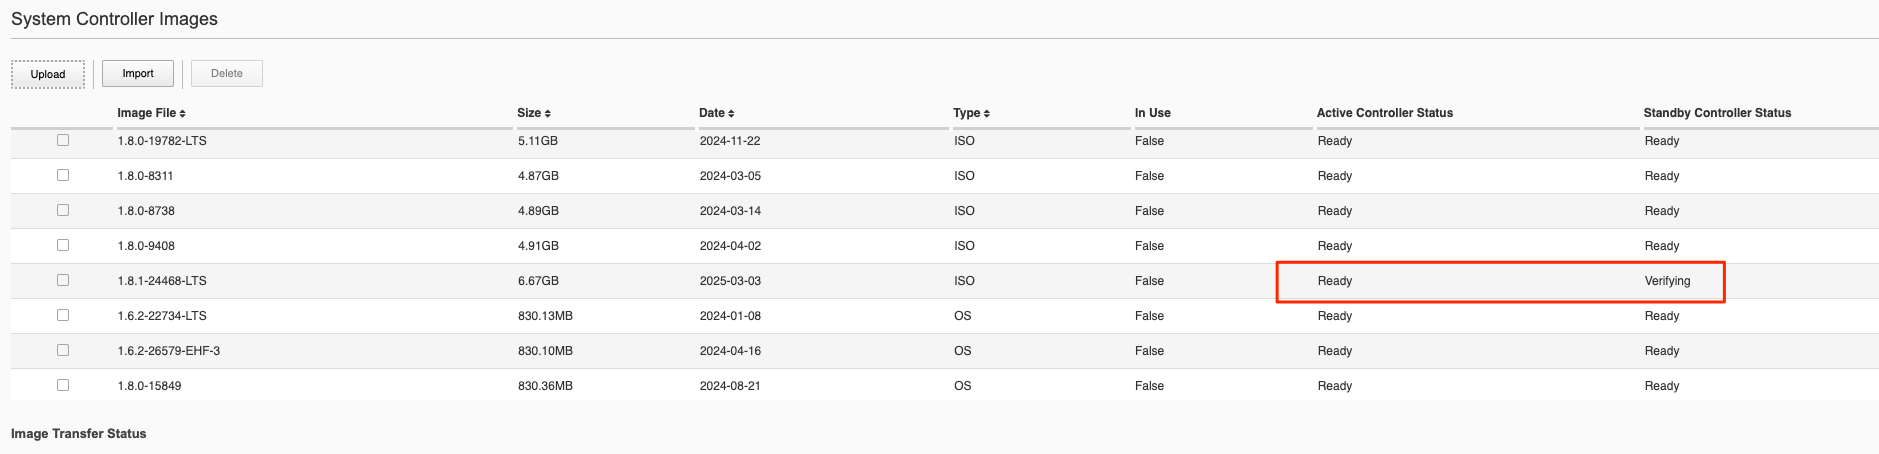 System Controller Images
Upload Import Delete
Image File Size Date Type In Use Active Controller Status Standby Controller Status
1.8.0-19782-LTS 5.11GB 2024-11-22 ISO False Ready Ready
1.8.0-8311 4.87GB 2024-03-05 ISO False Ready Ready
1.8.0-8738 4.89GB 2024-03-14 ISO False Ready Ready
1.8.0-9408 4.91GB 2024-04-02 ISO False Ready Ready
1.8.1-24468-LTS 6.67GB 2025-03-03 ISO False Ready Verifying
1.6.2-22734-LTS 830.13MB 2024-01-08 OS False Ready Ready
1.6.2-26579-EHF-3 830.10MB 2024-04-16 OS False Ready Ready
1.8.0-15849 830.36MB 2024-08-21 OS False Ready Ready
Image Transfer Status